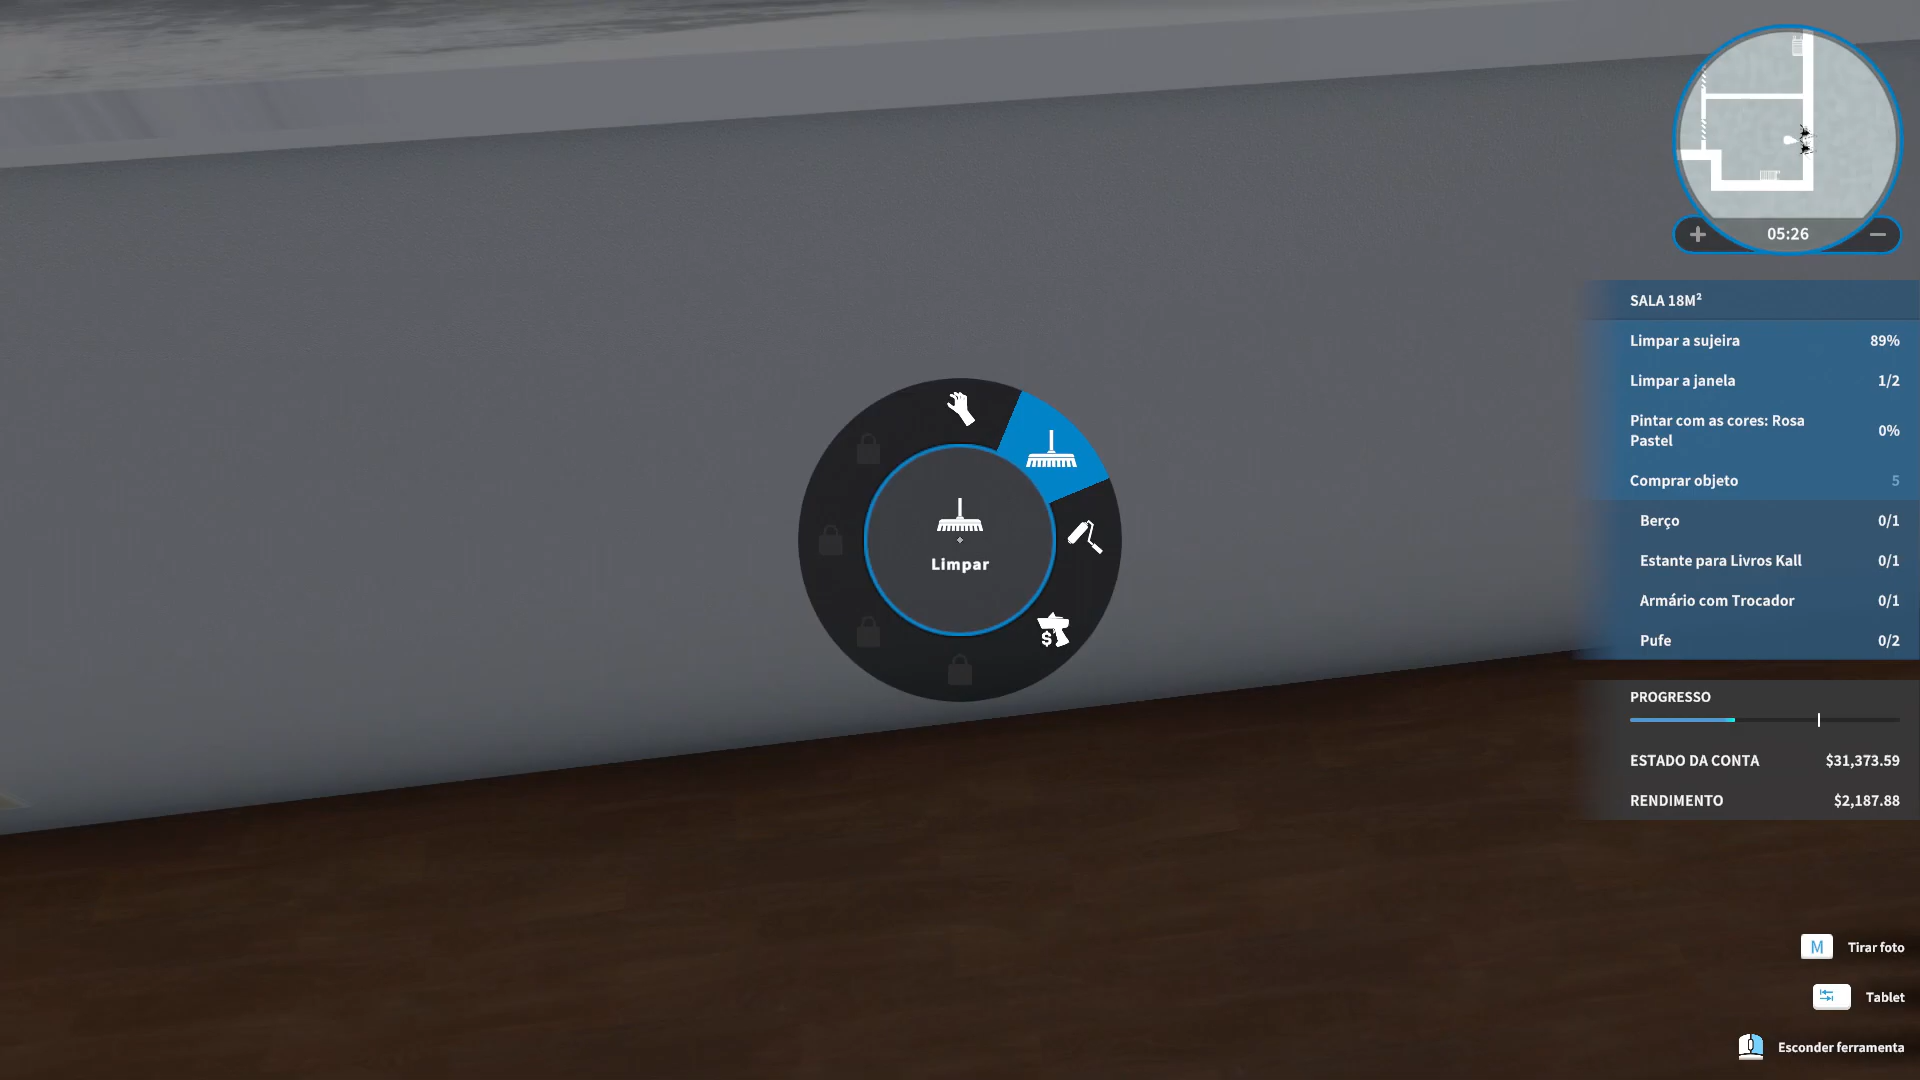 05:26
SALA 18M²
Limpar a sujeira 89%
Limpar a janela 1/2
Pintar com as cores: Rosa
Pastel 0%
Comprar objeto 5
Berço 0/1
Estante para Livros Kall 0/1
Armário com Trocador 0/1
Pufe 0/2
PROGRESSO
ESTADO DA CONTA $31,373.59
RENDIMENTO $2,187.88
$
Limpar
M Tirar foto
Tablet
Esconder ferramenta